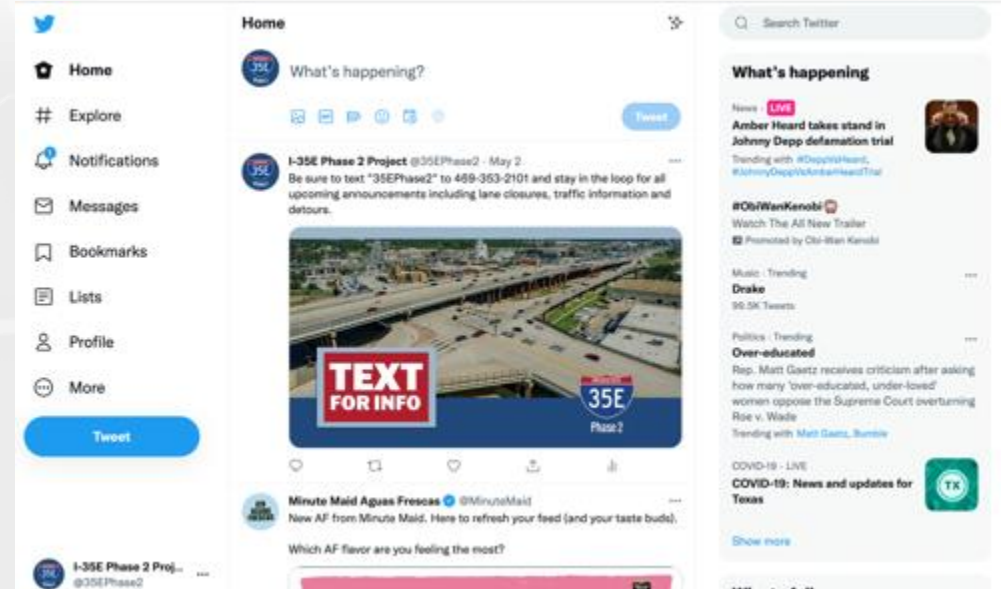 Home
Explore
Notifications
Messages
Bookmarks
Lists
Profile
More
Tweet
I-35E Phase 2 Proj...
@35EPhase2
Home
What's happening?
Tweet
I-35E Phase 2 Project @35EPhase2 · May 2
Be sure to text "35EPhase2" to 469-353-2101 and stay in the loop for all
upcoming announcements including lane closures, traffic information and
detours.
TEXT
FOR INFO
35E
Phase 2
Minute Maid Aguas Frescas @MinuteMaid
New AF from Minute Maid. Here to refresh your feed (and your taste buds).
Which AF flavor are you feeling the most?
Search Twitter
What's happening
News · LIVE
Amber Heard takes stand in
Johnny Depp defamation trial
Trending with #DeppVsHeard,
#JohnnyDeppVsAmberHeardTrial
#ObiWanKenobi
Watch The All New Trailer
Promoted by Obi-Wan Kenobi
Music · Trending
Drake
99.5K Tweets
Politics · Trending
Over-educated
Rep. Matt Gaetz receives criticism after asking
how many 'over-educated, under-loved'
women oppose the Supreme Court overturning
Roe v. Wade
Trending with Matt Gaetz, Bumble
COVID-19 · LIVE
COVID-19: News and updates for
Texas
TX
Show more